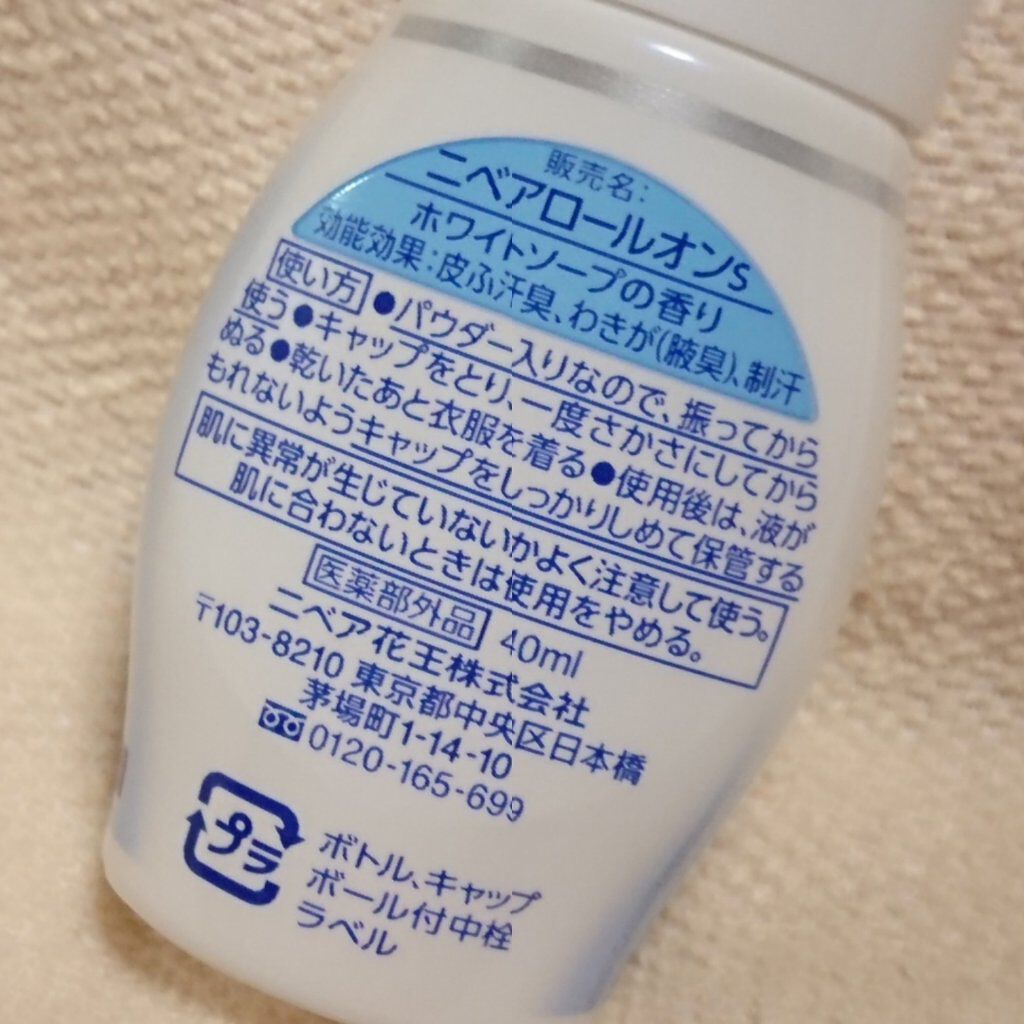 販売名:
ニベアロールオンS
ホワイトソープの香り
効能効果:皮ふ汗臭、わきが(腋臭)、制汗
使い方 ●パウダー入りなので、振ってから
使う ●キャップをとり、一度さかさにしてから
ぬる ●乾いたあと衣服を着る ●使用後は、液が
もれないようキャップをしっかりしめて保管する
肌に異常が生じていないかよく注意して使う。
肌に合わないときは使用をやめる。
医薬部外品 40ml
ニベア花王株式会社
〒103-8210 東京都中央区日本橋
茅場町1-14-10
0120-165-699
プラ
ボトル、キャップ
ボール付中栓
ラベル